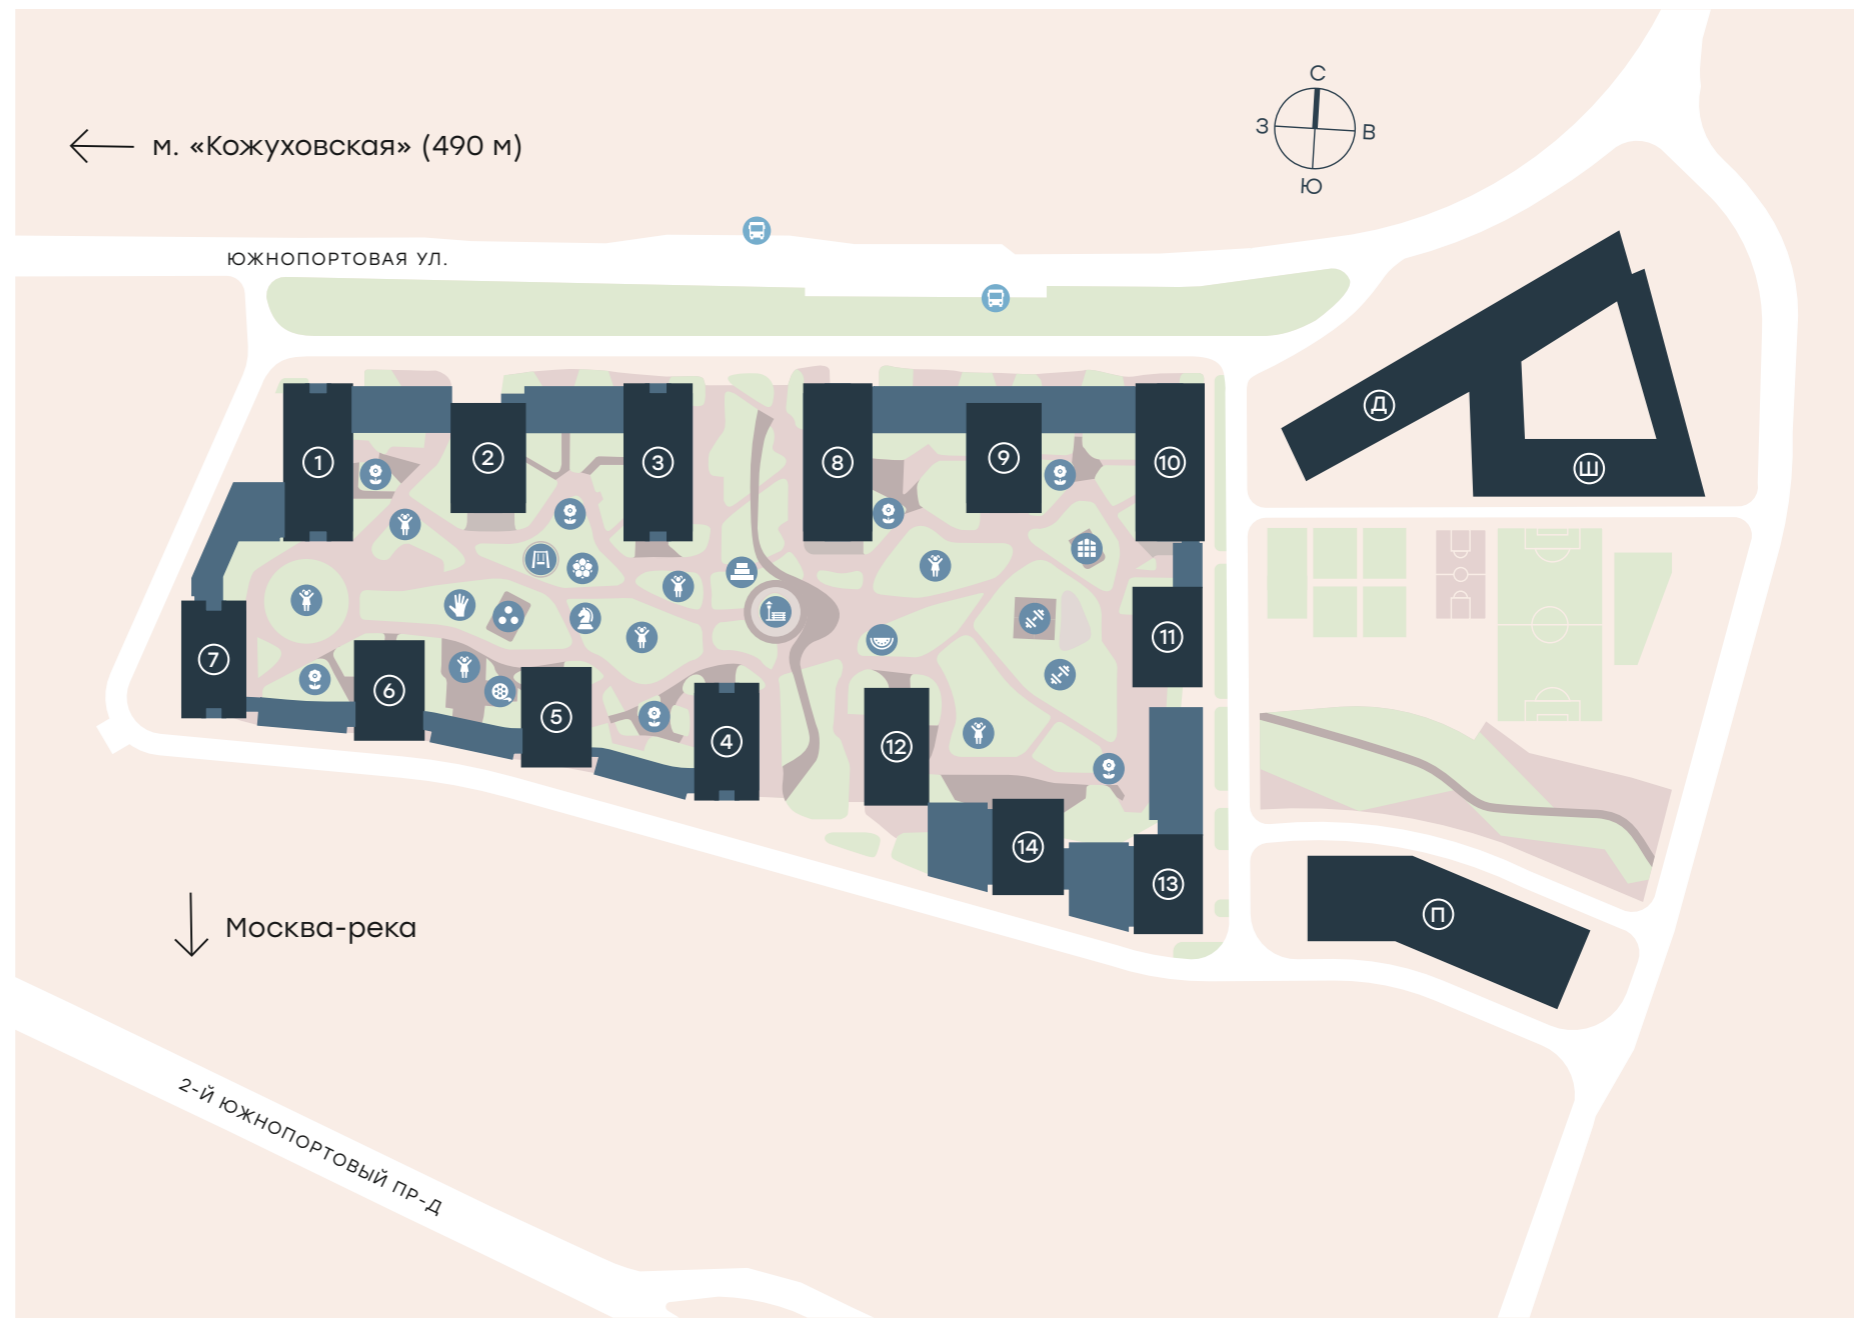 С
З
В
Ю
м. «Кожуховская» (490 м)
ЮЖНОПОРТОВАЯ УЛ.
Д
Ш
1
2
3
8
9
10
7
6
5
4
11
12
14
13
П
Москва-река
2-Й ЮЖНОПОРТОВЫЙ ПР-Д